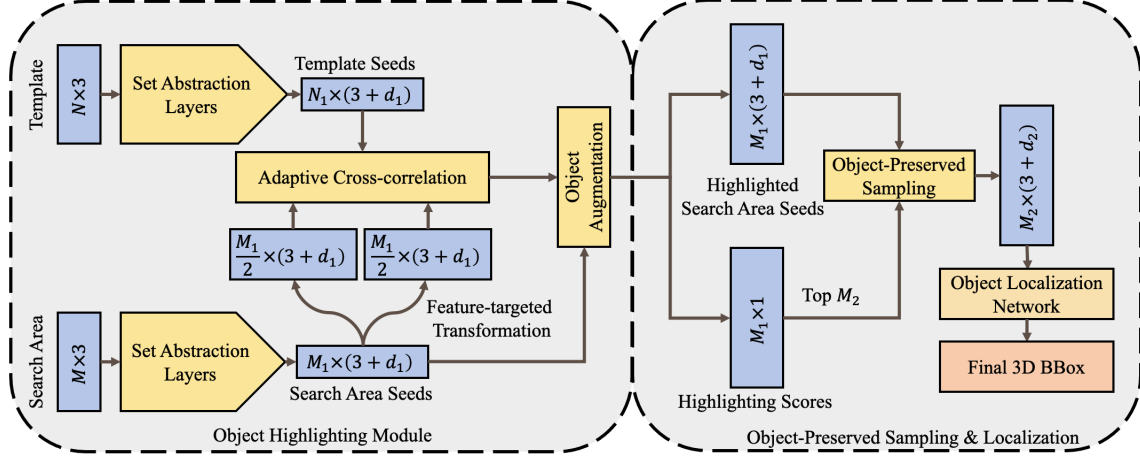 Template
N×3
Set Abstraction
Layers
Template Seeds
N₁×(3 + d₁)
Adaptive Cross-correlation
M₁/2 ×(3 + d₁)
M₁/2 ×(3 + d₁)
Feature-targeted
Transformation
Search Area
M×3
Set Abstraction
Layers
M₁×(3 + d₁)
Search Area Seeds
Object
Augmentation
Object Highlighting Module
M₁×(3 + d₁)
Highlighted
Search Area Seeds
M₁×1
Highlighting Scores
Top M₂
Object-Preserved
Sampling
M₂×(3 + d₂)
Object Localization
Network
Final 3D BBox
Object-Preserved Sampling & Localization